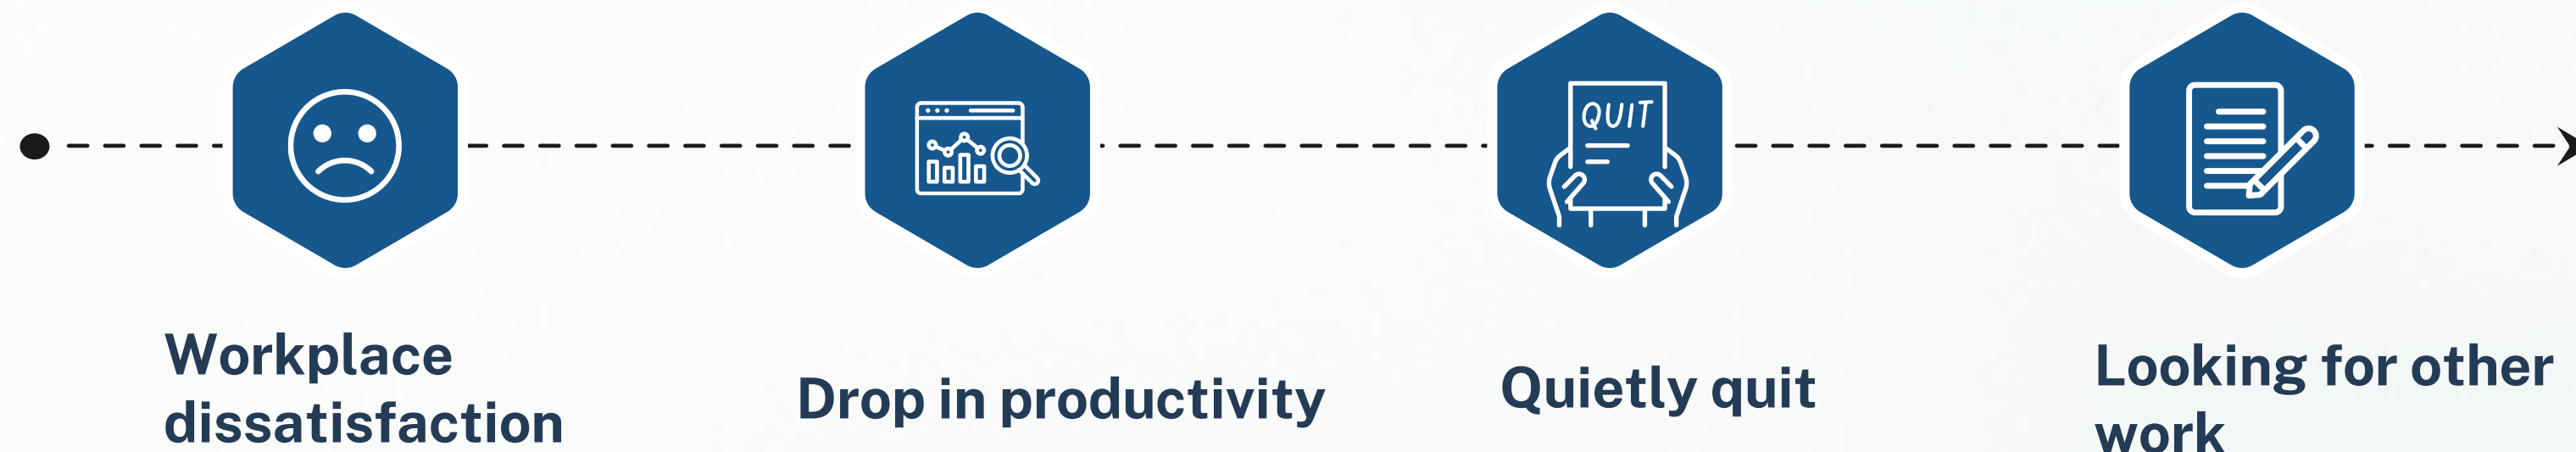 QUIT
Workplace
dissatisfaction
Drop in productivity
Quietly quit
Looking for other
work